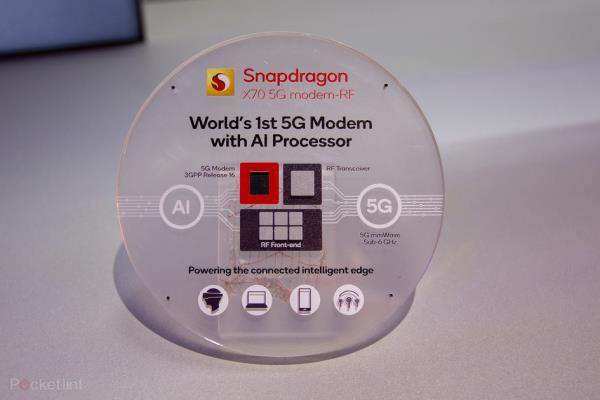 Snapdragon
X70 5G modem-RF
World's 1st 5G Modem
with AI Processor
5G Modem
3GPP Release 16
RF Transceiver
AI
5G
RF Front-end
5G mmWave
Sub-6 GHz
Powering the connected intelligent edge
Pocketlint